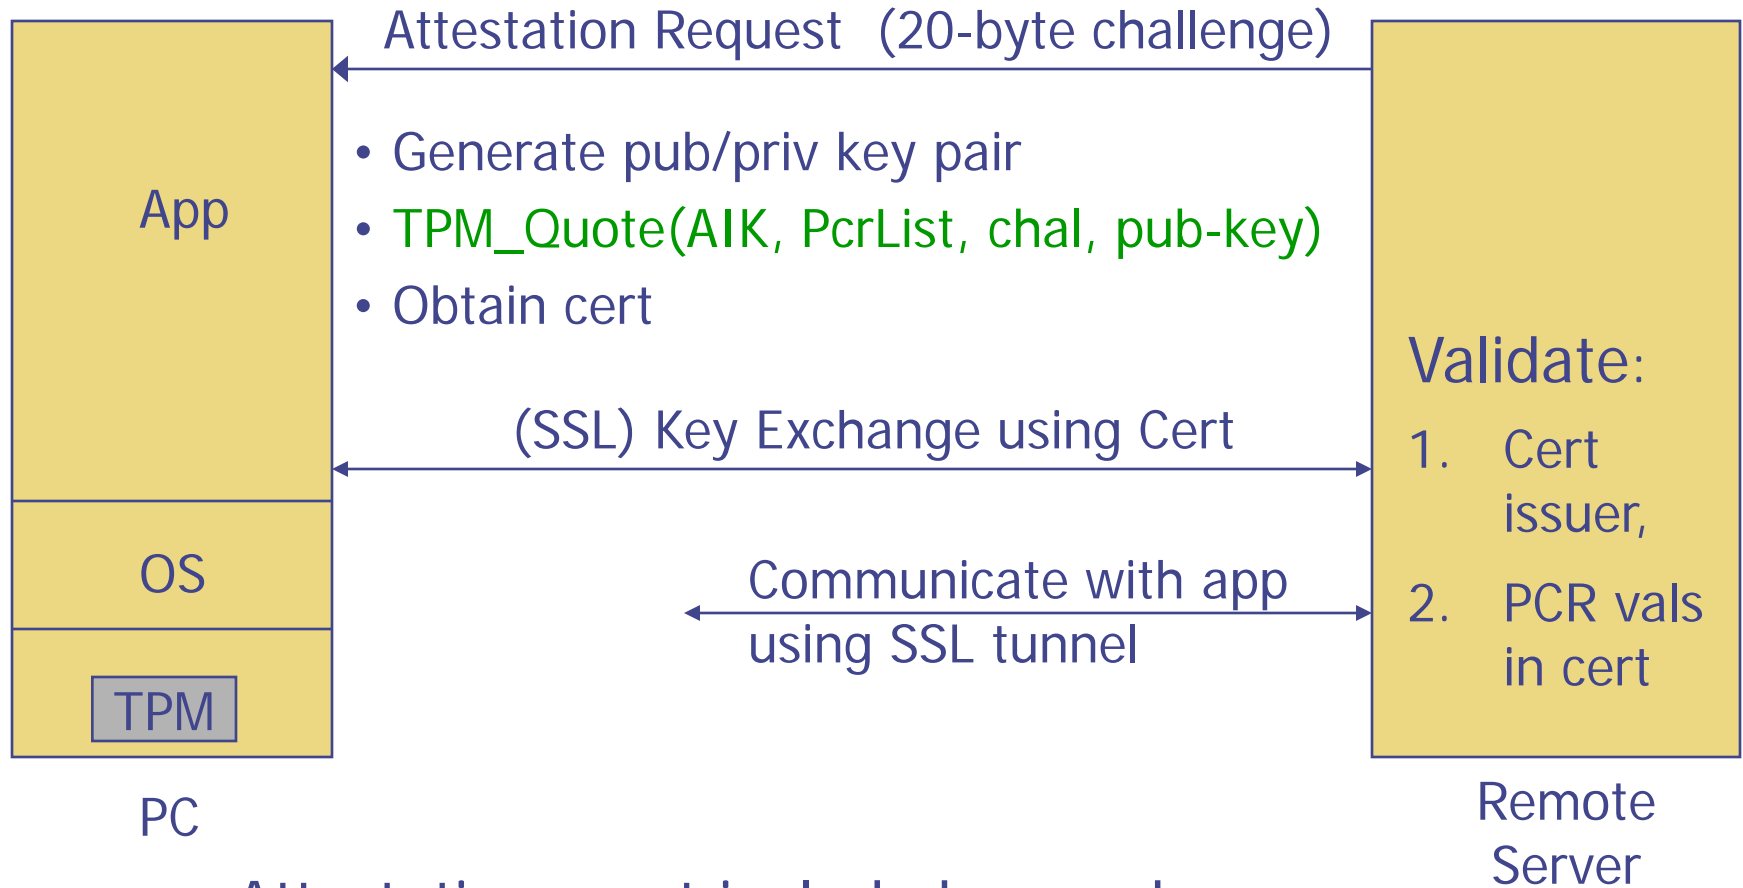 Attestation Request (20-byte challenge)
App
• Generate pub/priv key pair
• TPM_Quote(AIK, PcrList, chal, pub-key)
• Obtain cert
(SSL) Key Exchange using Cert
Communicate with app
using SSL tunnel
OS
TPM
PC
Validate:
1. Cert
issuer,
2. PCR vals
in cert
Remote
Server